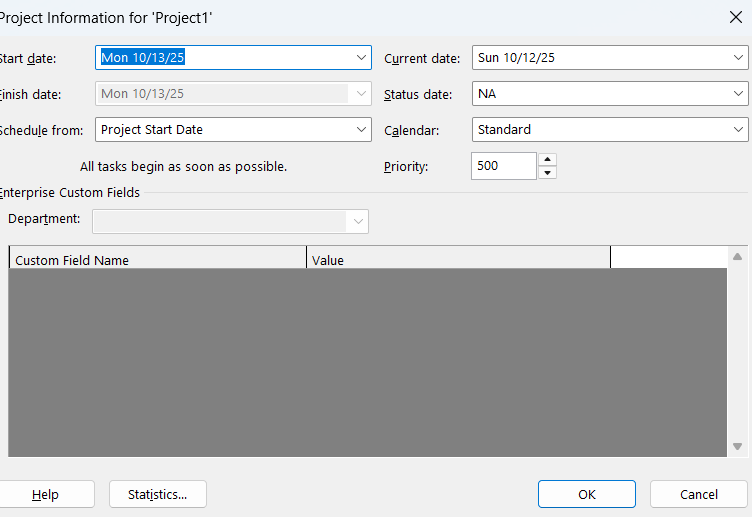 Project Information for 'Project1'
Start date: Mon 10/13/25 Current date: Sun 10/12/25
Finish date: Mon 10/13/25 Status date: NA
Schedule from: Project Start Date Calendar: Standard
All tasks begin as soon as possible. Priority: 500
Enterprise Custom Fields
Department:
Custom Field Name Value
Help Statistics... OK Cancel